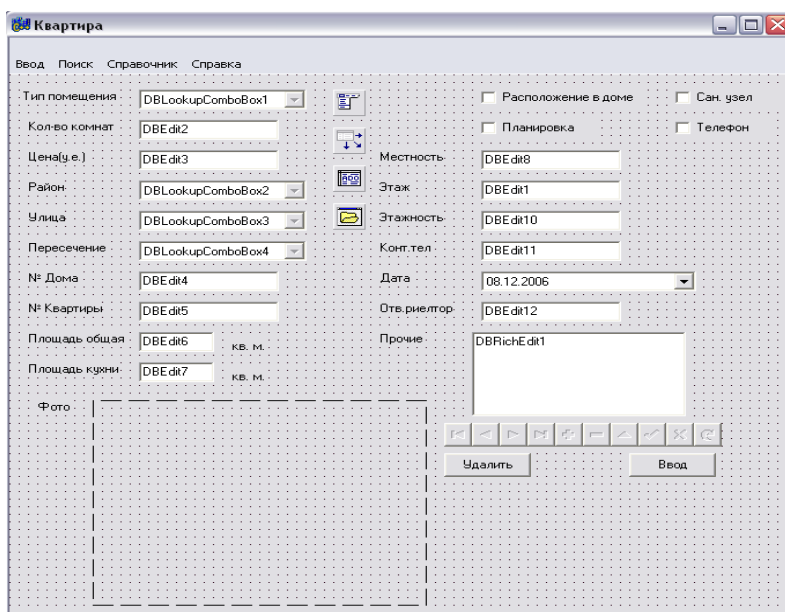 Квартира
Ввод Поиск Справочник Справка
Тип помещения DBLookupComboBox1
Расположение в доме Сан. узел
Кол-во комнат DBEdit2
Планировка Телефон
Цена(у.е.) DBEdit3
Местность DBEdit8
Район DBLookupComboBox2
Этаж DBEdit1
Улица DBLookupComboBox3
Этажность DBEdit10
Пересечение DBLookupComboBox4
Конт.тел DBEdit11
№ Дома DBEdit4
Дата 08.12.2006
№ Квартиры DBEdit5
Отв.риелтор DBEdit12
Площадь общая DBEdit6 кв. м.
Прочие DBRichEdit1
Площадь кухни DBEdit7 кв. м.
Фото
Удалить Ввод